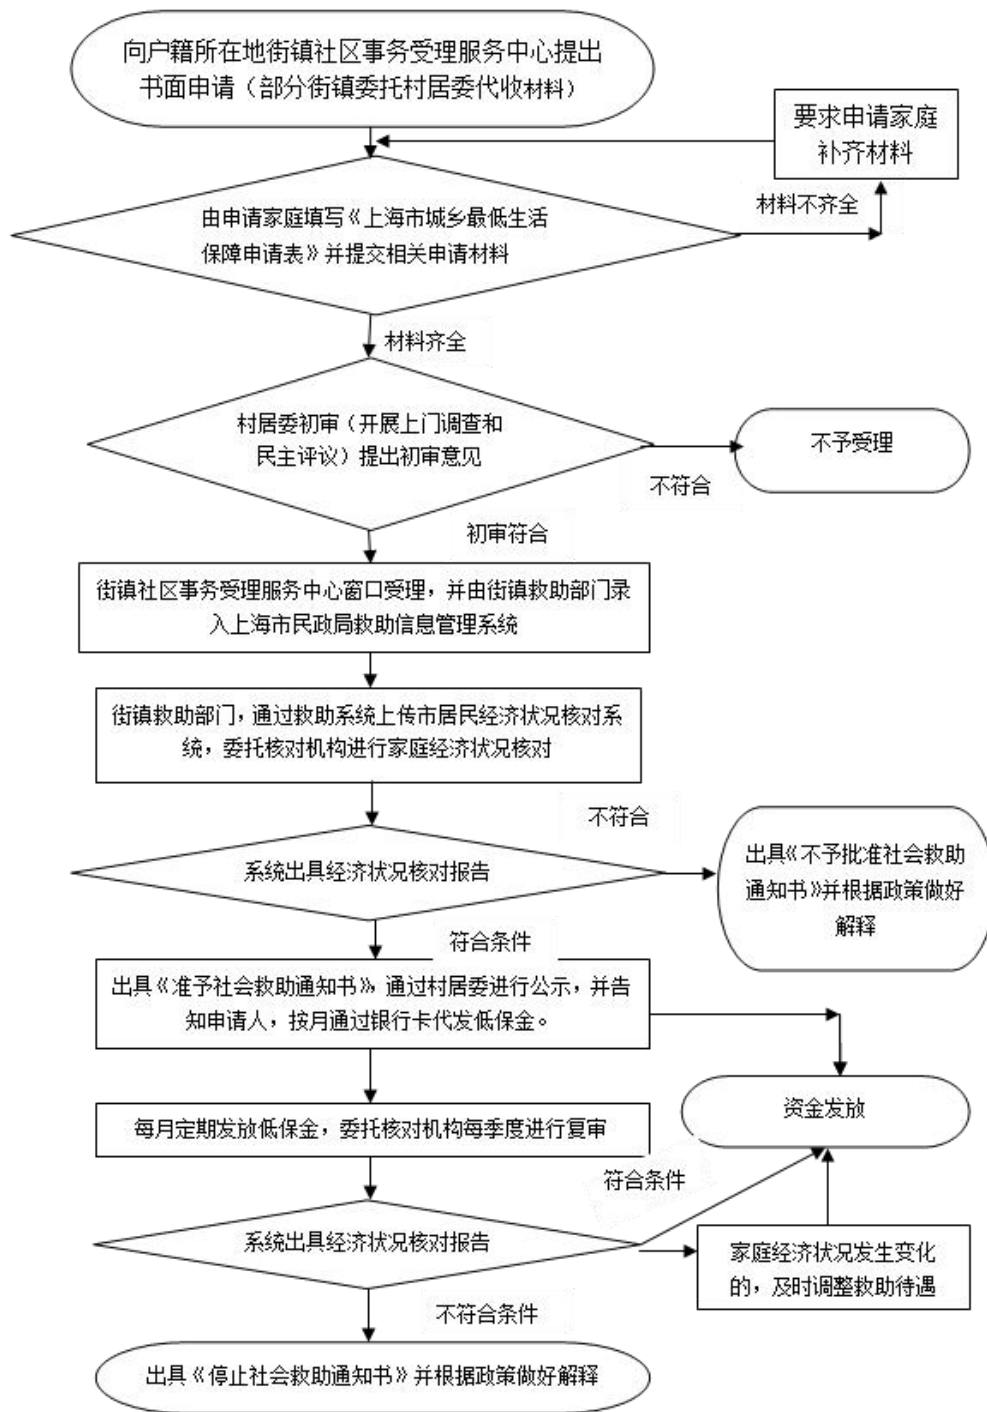 向户籍所在地街镇社区事务受理服务中心提出
书面申请（部分街镇委托村居委代收材料）
要求申请家庭
补齐材料
材料不齐全
由申请家庭填写《上海市城乡最低生活
保障申请表》并提交相关申请材料
材料齐全
村居委初审（开展上门调查和
民主评议）提出初审意见
不予受理
不符合
初审符合
街镇社区事务受理服务中心窗口受理，并由街镇救助部门录
入上海市民政局救助信息管理系统
街镇救助部门，通过救助系统上传市居民经济状况核对系
统，委托核对机构进行家庭经济状况核对
不符合
系统出具经济状况核对报告
出具《不予批准社会救助
通知书》并根据政策做好
解释
符合条件
出具《准予社会救助通知书》，通过村居委进行公示，并告
知申请人，按月通过银行卡代发低保金。
资金发放
每月定期发放低保金，委托核对机构每季度进行复审
符合条件
系统出具经济状况核对报告
家庭经济状况发生变化
的，及时调整救助待遇
不符合条件
出具《停止社会救助通知书》并根据政策做好解释